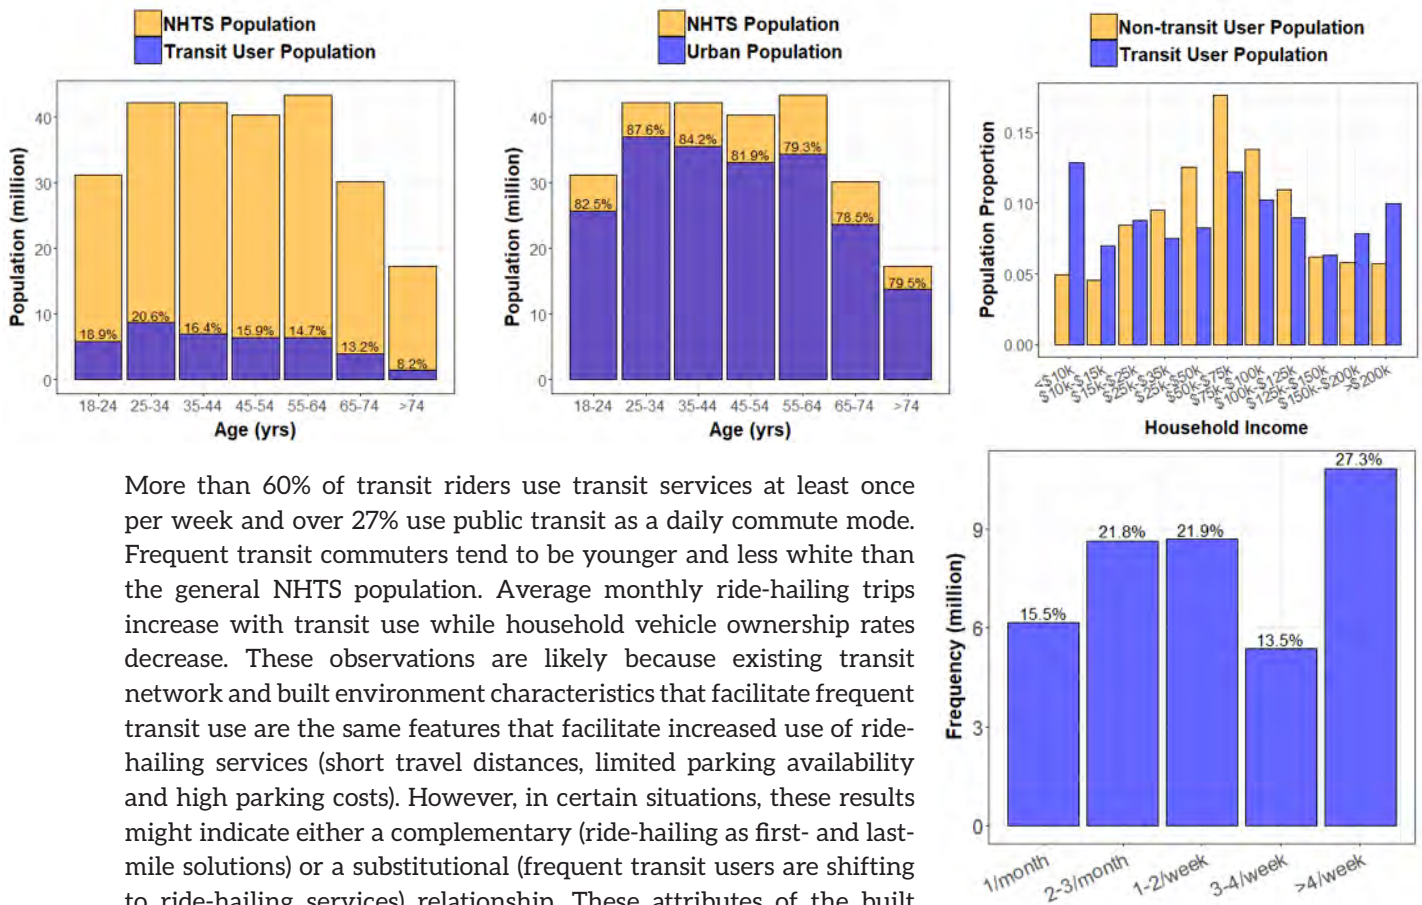 NHTS Population
Transit User Population
Population (million)
40
30
20
10
0
18.9%
20.6%
16.4%
15.9%
14.7%
13.2%
8.2%
18-24
25-34
35-44
45-54
55-64
65-74
>74
Age (yrs)
NHTS Population
Urban Population
Population (million)
40
30
20
10
0
82.5%
87.6%
84.2%
81.9%
79.3%
78.5%
79.5%
18-24
25-34
35-44
45-54
55-64
65-74
>74
Age (yrs)
Non-transit User Population
Transit User Population
Population Proportion
0.15
0.10
0.05
0.00
<$10k
$10k-$15k
$15k-$25k
$25k-$35k
$25k-$50k
$50k-$75k
$75k-$100k
$100k-$125k
$125k-$150k
$150k-$200k
>$200k
Household Income
More than 60% of transit riders use transit services at least once
per week and over 27% use public transit as a daily commute mode.
Frequent transit commuters tend to be younger and less white than
the general NHTS population. Average monthly ride-hailing trips
increase with transit use while household vehicle ownership rates
decrease. These observations are likely because existing transit
network and built environment characteristics that facilitate frequent
transit use are the same features that facilitate increased use of ride-
hailing services (short travel distances, limited parking availability
and high parking costs). However, in certain situations, these results
might indicate either a complementary (ride-hailing as first- and last-
mile solutions) or a substitutional (frequent transit users are shifting
to ride-hailing services) relationship. These attributes of the built
Frequency (million)
9
6
3
0
15.5%
21.8%
21.9%
13.5%
27.3%
1/month
2-3/month
1-2/week
3-4/week
>4/week